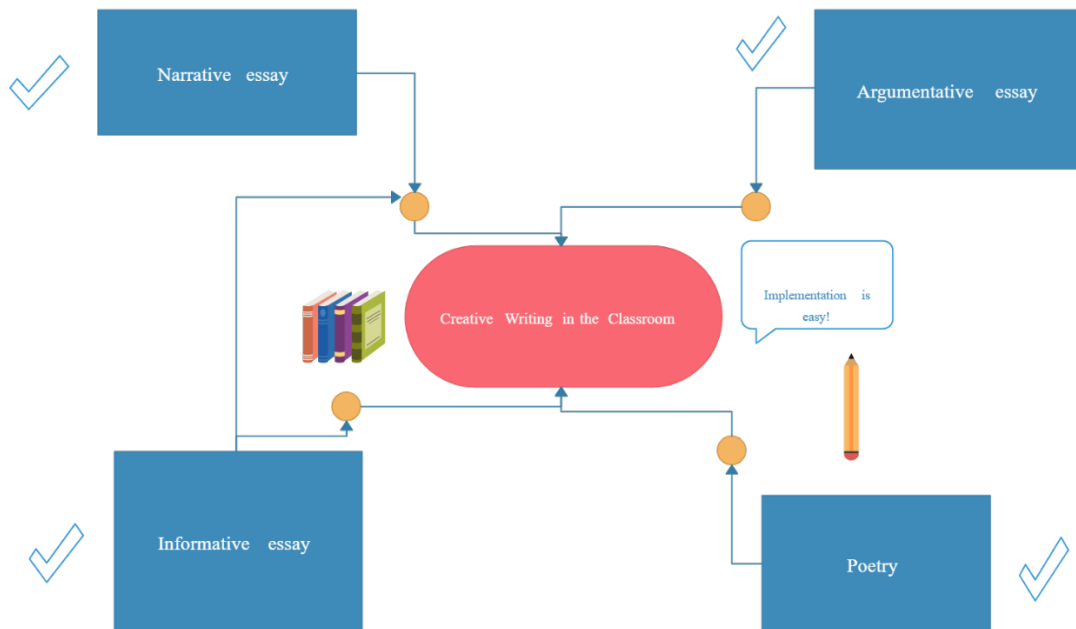 Narrative essay
Argumentative essay
Creative Writing in the Classroom
Implementation is
easy!
Informative essay
Poetry